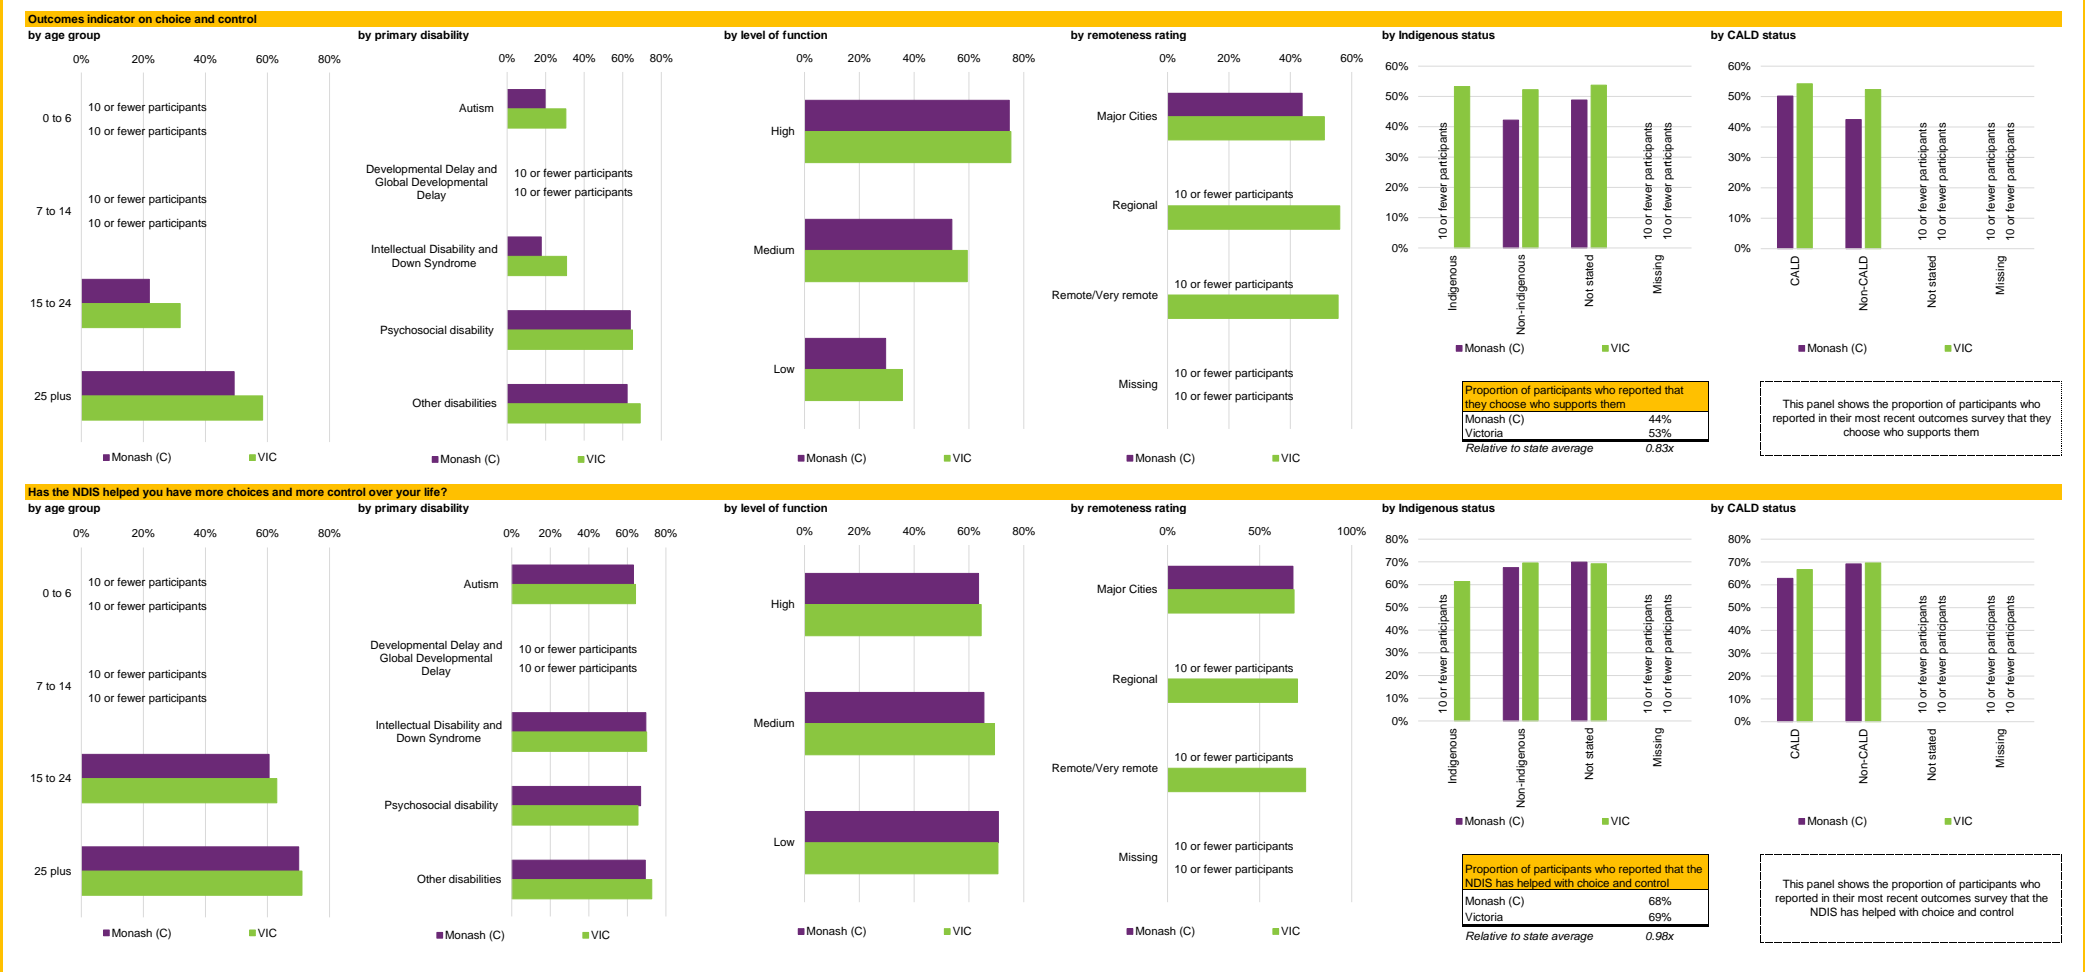 Outcomes indicator on choice and control
by age group
0% 20% 40% 60% 80%
0 to 6
10 or fewer participants
10 or fewer participants
7 to 14
10 or fewer participants
10 or fewer participants
15 to 24
25 plus
Monash (C) VIC
by primary disability
0% 20% 40% 60% 80%
Autism
Developmental Delay and
Global Developmental
Delay
10 or fewer participants
10 or fewer participants
Intellectual Disability and
Down Syndrome
Psychosocial disability
Other disabilities
Monash (C) VIC
by level of function
0% 20% 40% 60% 80%
High
Medium
Low
Monash (C) VIC
by remoteness rating
0% 20% 40% 60%
Major Cities
Regional
10 or fewer participants
Remote/Very remote
10 or fewer participants
Missing
10 or fewer participants
10 or fewer participants
Monash (C) VIC
by Indigenous status
60%
50%
40%
30%
20%
10%
0%
10 or fewer participants
10 or fewer participants
10 or fewer participants
Indigenous
Non-indigenous
Not stated
Missing
Monash (C) VIC
by CALD status
60%
50%
40%
30%
20%
10%
0%
10 or fewer participants
10 or fewer participants
10 or fewer participants
10 or fewer participants
CALD
Non-CALD
Not stated
Missing
Monash (C) VIC
Proportion of participants who reported that
they choose who supports them
Monash (C) 44%
Victoria 53%
Relative to state average 0.83x
This panel shows the proportion of participants who
reported in their most recent outcomes survey that they
choose who supports them
Has the NDIS helped you have more choices and more control over your life?
by age group
0% 20% 40% 60% 80%
0 to 6
10 or fewer participants
10 or fewer participants
7 to 14
10 or fewer participants
10 or fewer participants
15 to 24
25 plus
Monash (C) VIC
by primary disability
0% 20% 40% 60% 80%
Autism
Developmental Delay and
Global Developmental
Delay
10 or fewer participants
10 or fewer participants
Intellectual Disability and
Down Syndrome
Psychosocial disability
Other disabilities
Monash (C) VIC
by level of function
0% 20% 40% 60% 80%
High
Medium
Low
Monash (C) VIC
by remoteness rating
0% 50% 100%
Major Cities
Regional
10 or fewer participants
Remote/Very remote
10 or fewer participants
Missing
10 or fewer participants
10 or fewer participants
Monash (C) VIC
by Indigenous status
80%
70%
60%
50%
40%
30%
20%
10%
0%
10 or fewer participants
10 or fewer participants
10 or fewer participants
Indigenous
Non-indigenous
Not stated
Missing
Monash (C) VIC
by CALD status
80%
70%
60%
50%
40%
30%
20%
10%
0%
10 or fewer participants
10 or fewer participants
10 or fewer participants
10 or fewer participants
CALD
Non-CALD
Not stated
Missing
Monash (C) VIC
Proportion of participants who reported that the
NDIS has helped with choice and control
Monash (C) 68%
Victoria 69%
Relative to state average 0.98x
This panel shows the proportion of participants who
reported in their most recent outcomes survey that the
NDIS has helped with choice and control